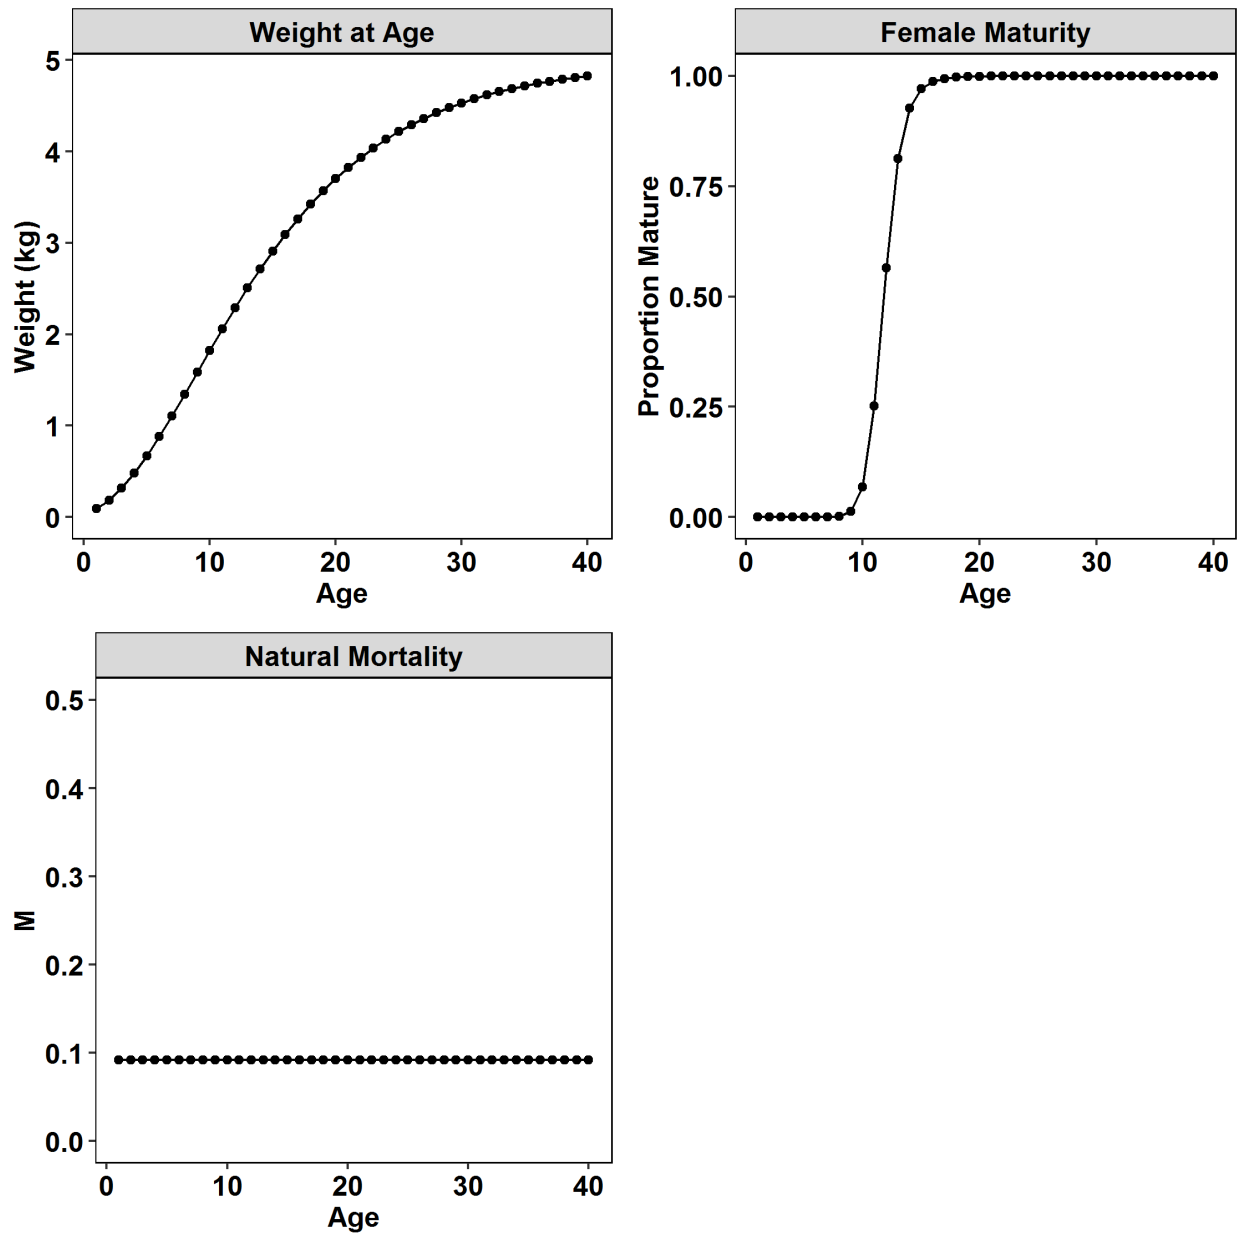 Weight at Age
Weight (kg)
5
4
3
2
1
0
0 10 20 30 40
Age
Female Maturity
Proportion Mature
1.00
0.75
0.50
0.25
0.00
0 10 20 30 40
Age
Natural Mortality
M
0.5
0.4
0.3
0.2
0.1
0.0
0 10 20 30 40
Age